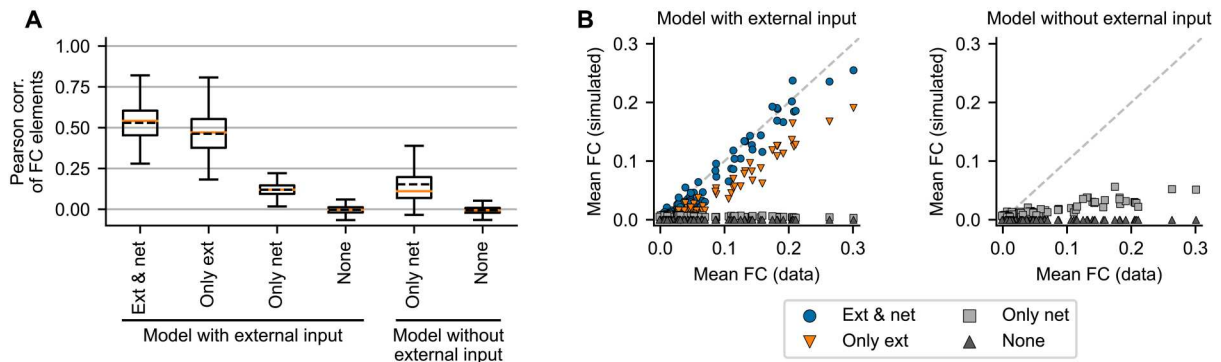 A
Pearson corr.
of FC elements
1.00
0.75
0.50
0.25
0.00
Ext & net
Only ext
Only net
None
Only net
None
Model with external input
Model without
external input
B
Model with external input
Mean FC (simulated)
0.3
0.2
0.1
0.0
0.0 0.1 0.2 0.3
Mean FC (data)
Model without external input
Mean FC (simulated)
0.3
0.2
0.1
0.0
0.0 0.1 0.2 0.3
Mean FC (data)
Ext & net
Only ext
Only net
None